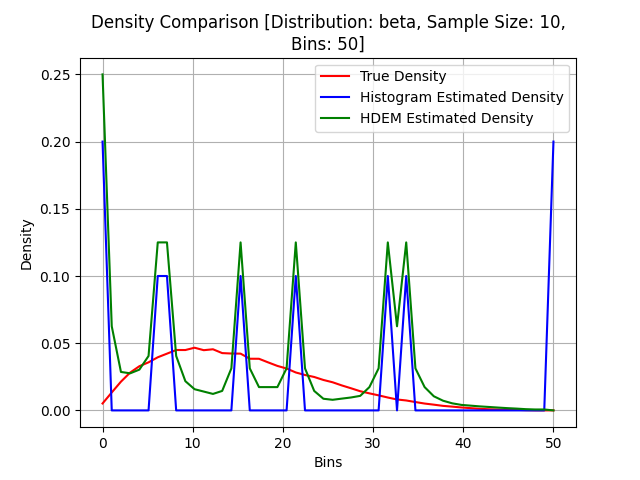 Density Comparison [Distribution: beta, Sample Size: 10,
Bins: 50]
True Density
Histogram Estimated Density
HDEM Estimated Density
Density
0.25
0.20
0.15
0.10
0.05
0.00
0 10 20 30 40 50
Bins